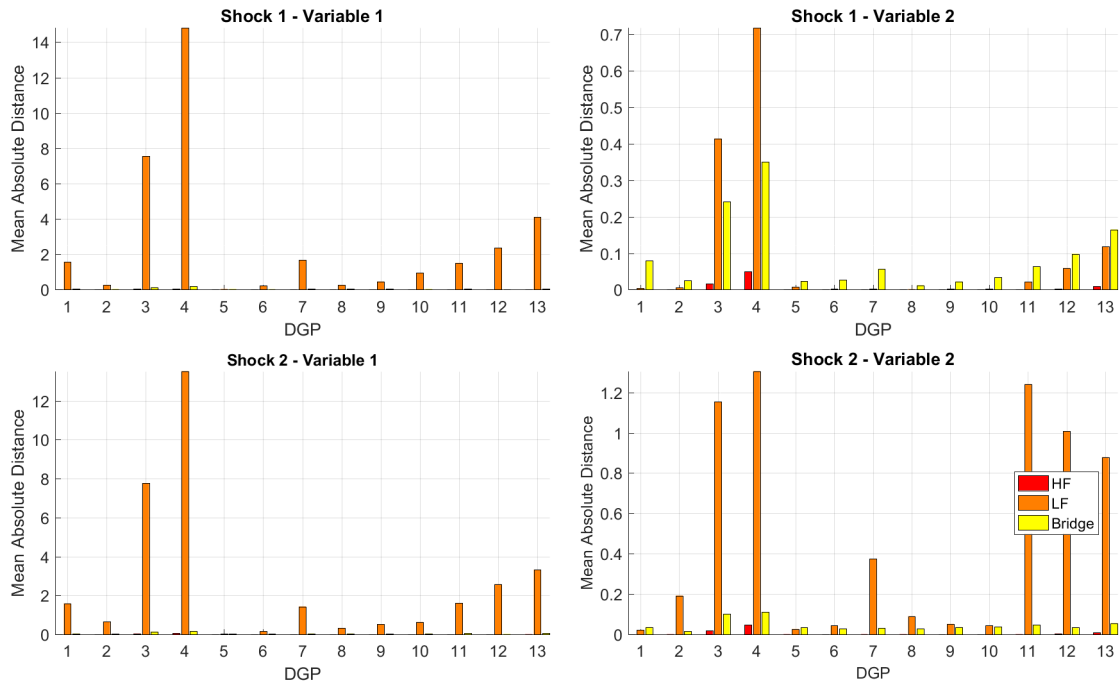 Shock 1 - Variable 1
Mean Absolute Distance
14
12
10
8
6
4
2
0
1 2 3 4 5 6 7 8 9 10 11 12 13
DGP
Shock 1 - Variable 2
Mean Absolute Distance
0.7
0.6
0.5
0.4
0.3
0.2
0.1
0
1 2 3 4 5 6 7 8 9 10 11 12 13
DGP
Shock 2 - Variable 1
Mean Absolute Distance
12
10
8
6
4
2
0
1 2 3 4 5 6 7 8 9 10 11 12 13
DGP
Shock 2 - Variable 2
Mean Absolute Distance
1.2
1
0.8
0.6
0.4
0.2
0
HF
LF
Bridge
1 2 3 4 5 6 7 8 9 10 11 12 13
DGP